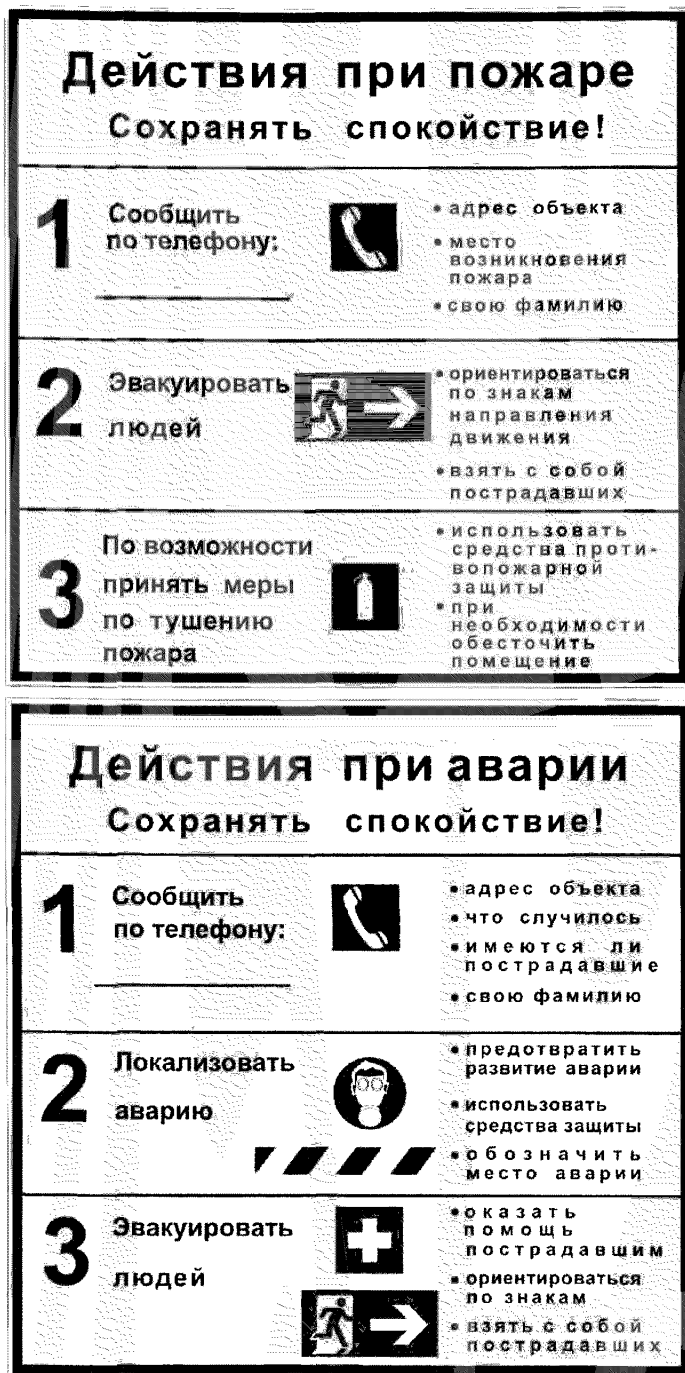 Действия при пожаре
Сохранять спокойствие!
1
Сообщить
по телефону:
• адрес объекта
• место
возникновения
пожара
• свою фамилию
2
Эвакуировать
людей
• ориентироваться
по знакам
направления
движения
• взять с собой
пострадавших
3
По возможности
принять меры
по тушению
пожара
• использовать
средства проти-
вопожарной
защиты
• при
необходимости
обесточить
помещение
Действия при аварии
Сохранять спокойствие!
1
Сообщить
по телефону:
• адрес объекта
• что случилось
• имеются ли
пострадавшие
• свою фамилию
2
Локализовать
аварию
• предотвратить
развитие аварии
• использовать
средства защиты
• обозначить
место аварии
3
Эвакуировать
людей
• оказать
помощь
пострадавшим
• ориентироваться
по знакам
• взять с собой
пострадавших